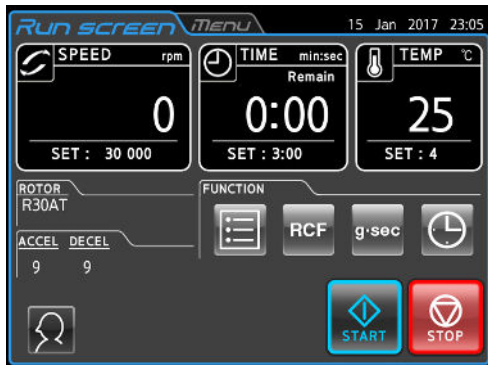 Run screen Menu 15 Jan 2017 23:05
SPEED rpm
0
SET : 30 000
TIME min:sec
Remain
0:00
SET : 3:00
TEMP ℃
25
SET : 4
ROTOR
R30AT
ACCEL DECEL
9 9
FUNCTION
RCF g·sec
START STOP